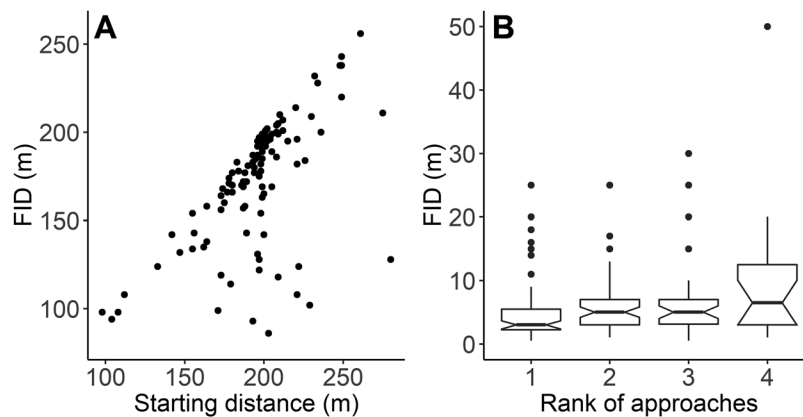 A
FID (m)
250
200
150
100
100 150 200 250
Starting distance (m)
B
FID (m)
50
40
30
20
10
0
1 2 3 4
Rank of approaches